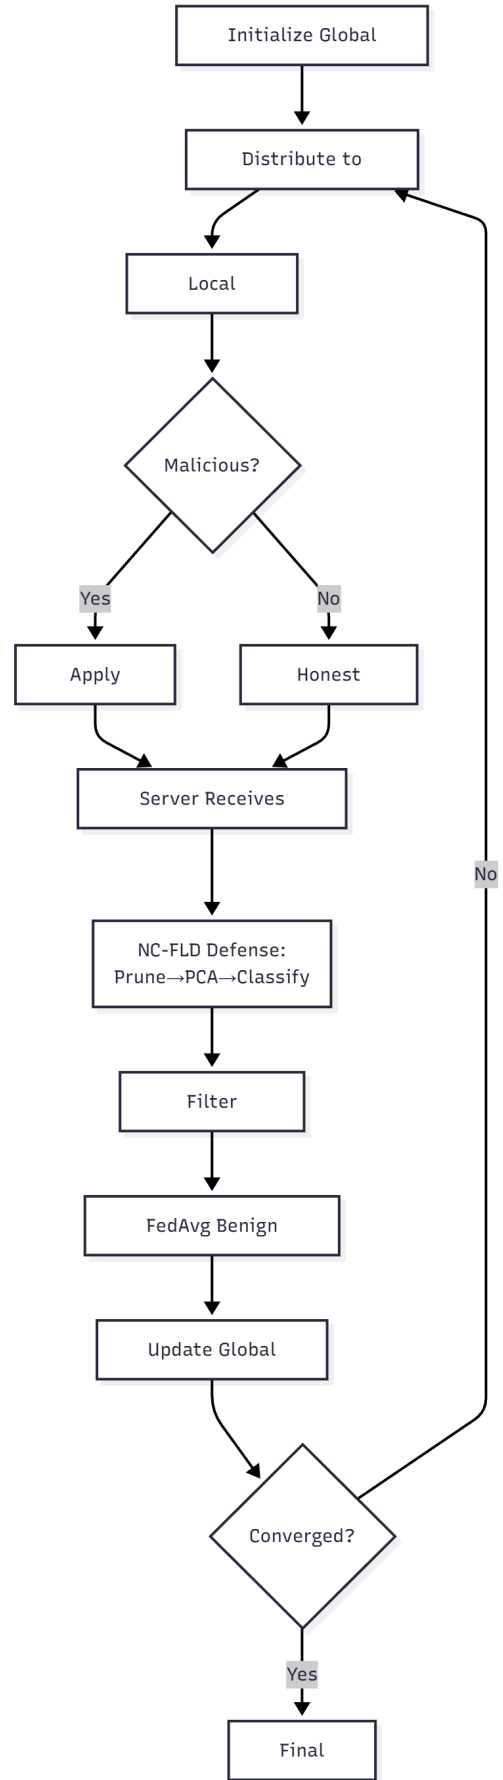 Initialize Global
Distribute to
Local
Malicious?
Yes
No
Apply
Honest
Server Receives
No
NC-FLD Defense:
Prune→PCA→Classify
Filter
FedAvg Benign
Update Global
Converged?
Yes
Final